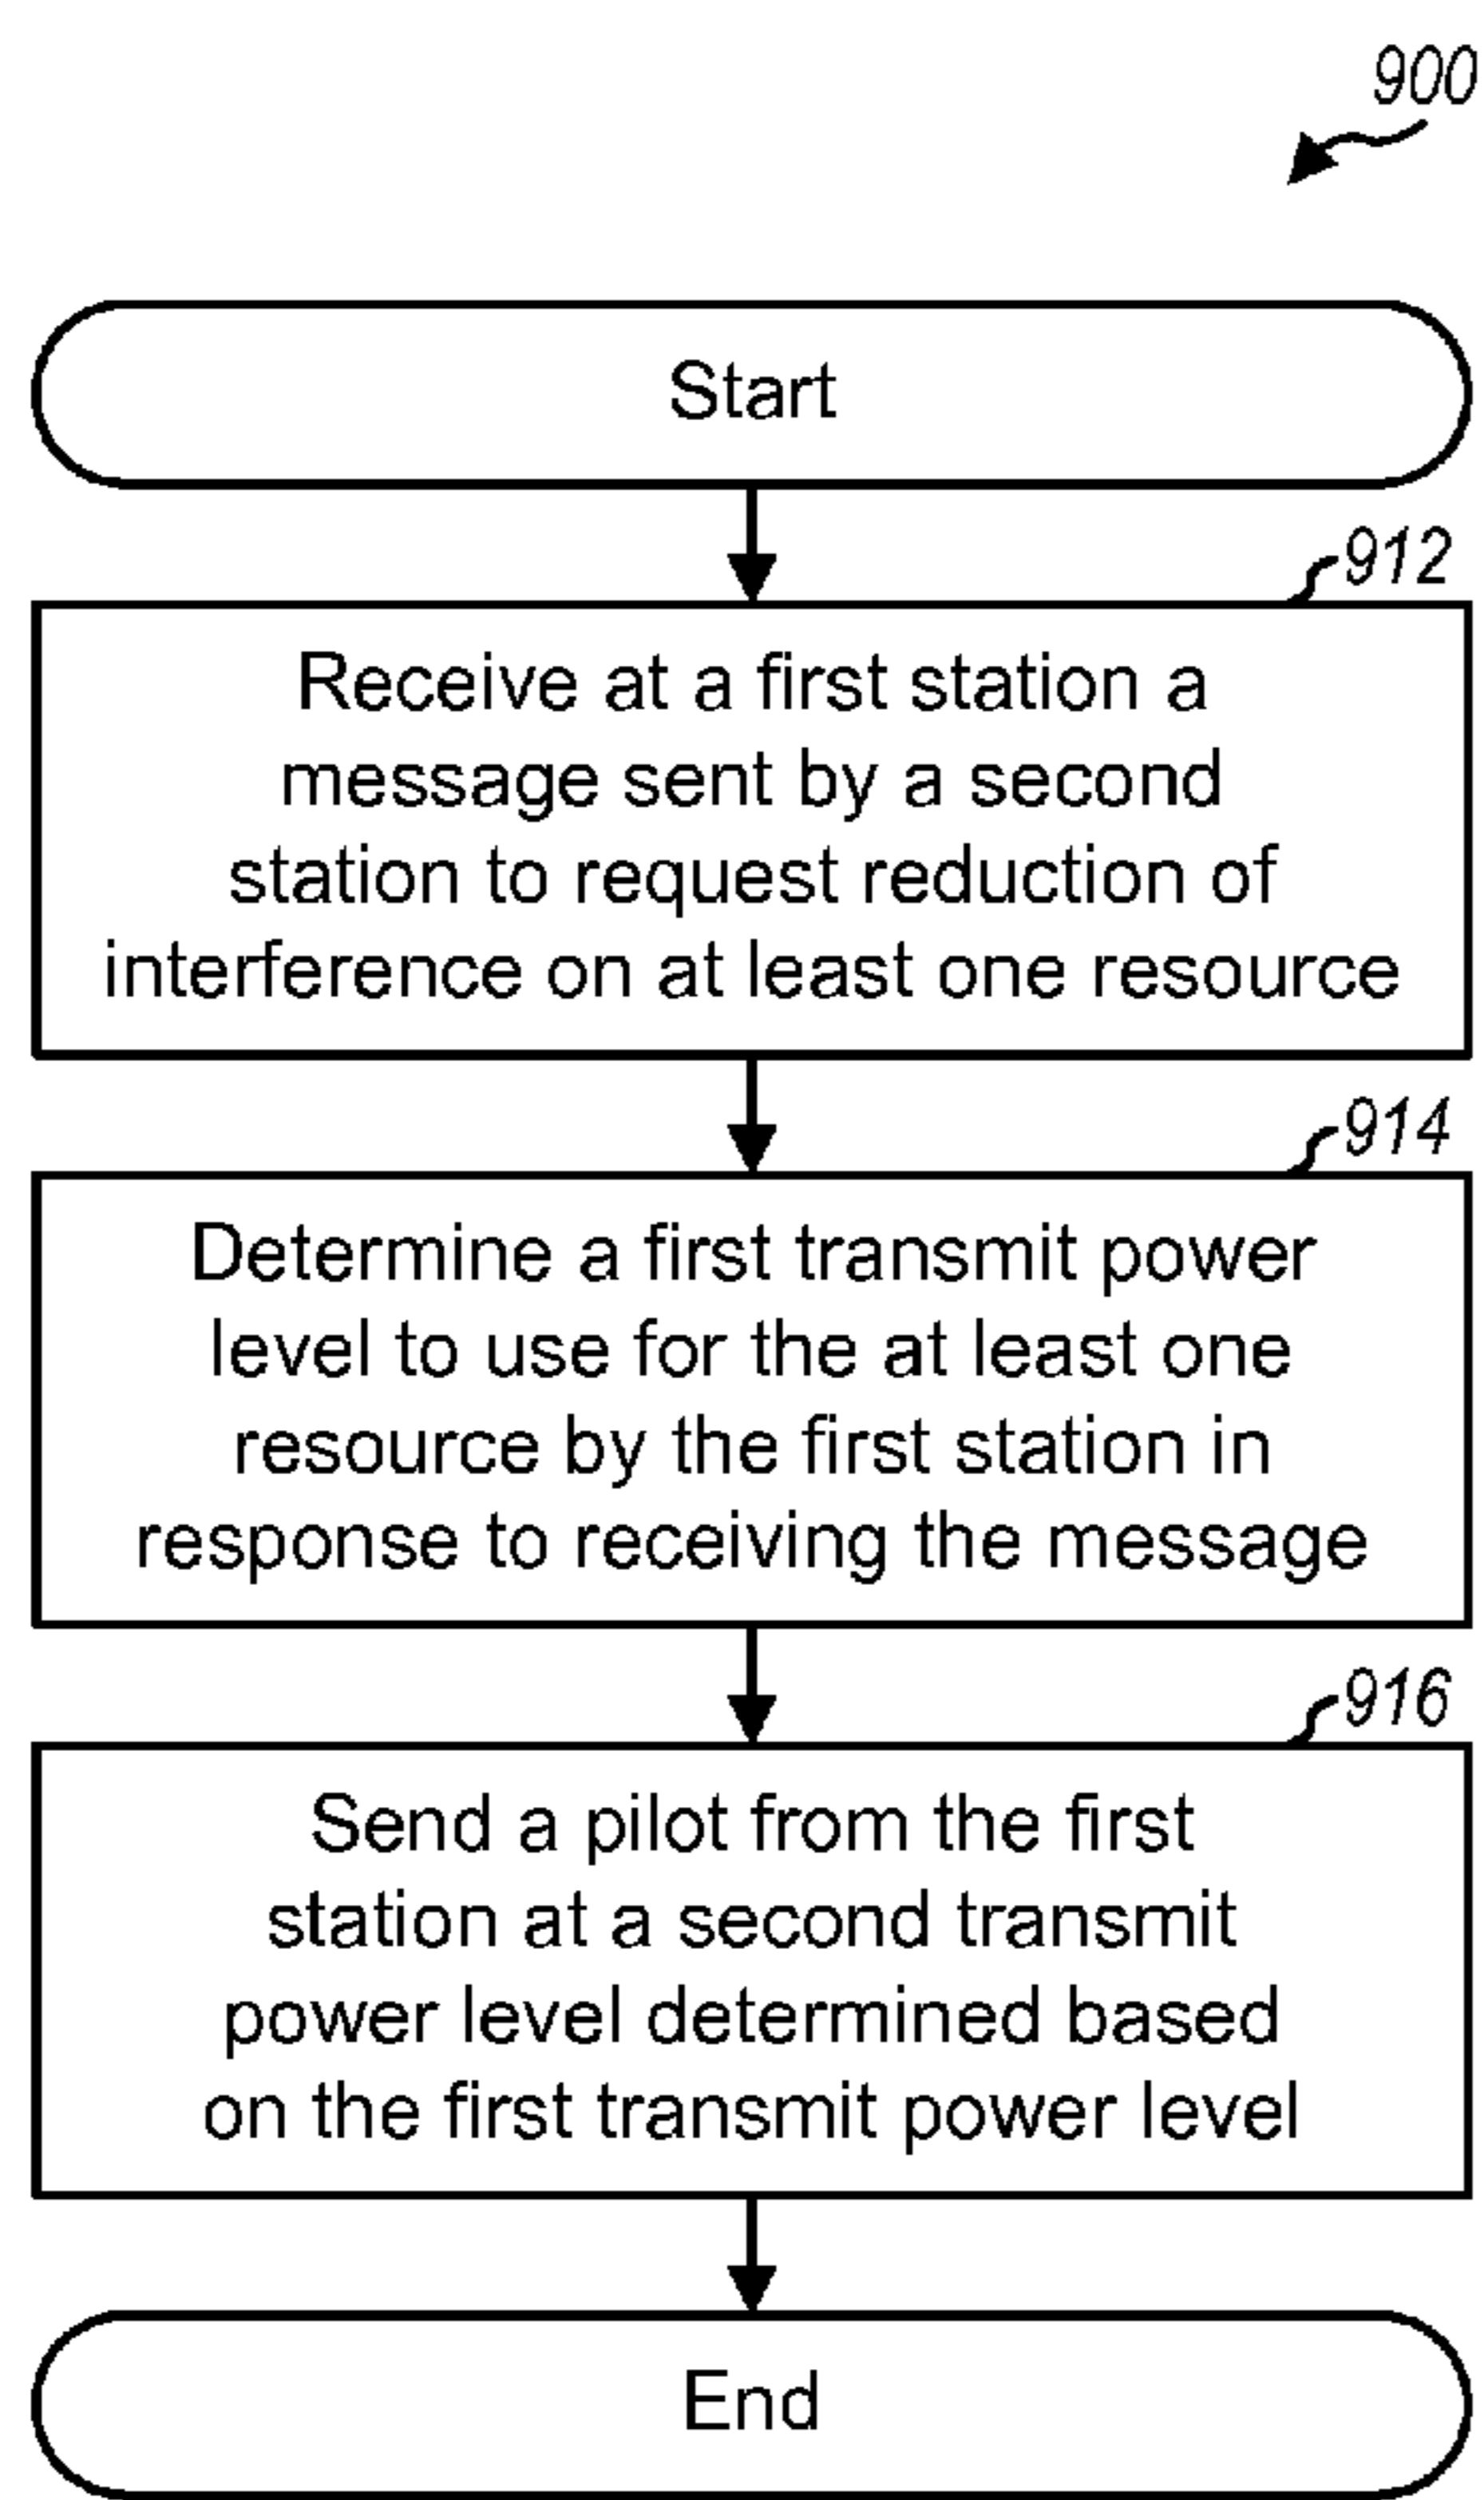 900
Start
912
Receive at a first station a
message sent by a second
station to request reduction of
interference on at least one resource
914
Determine a first transmit power
level to use for the at least one
resource by the first station in
response to receiving the message
916
Send a pilot from the first
station at a second transmit
power level determined based
on the first transmit power level
End